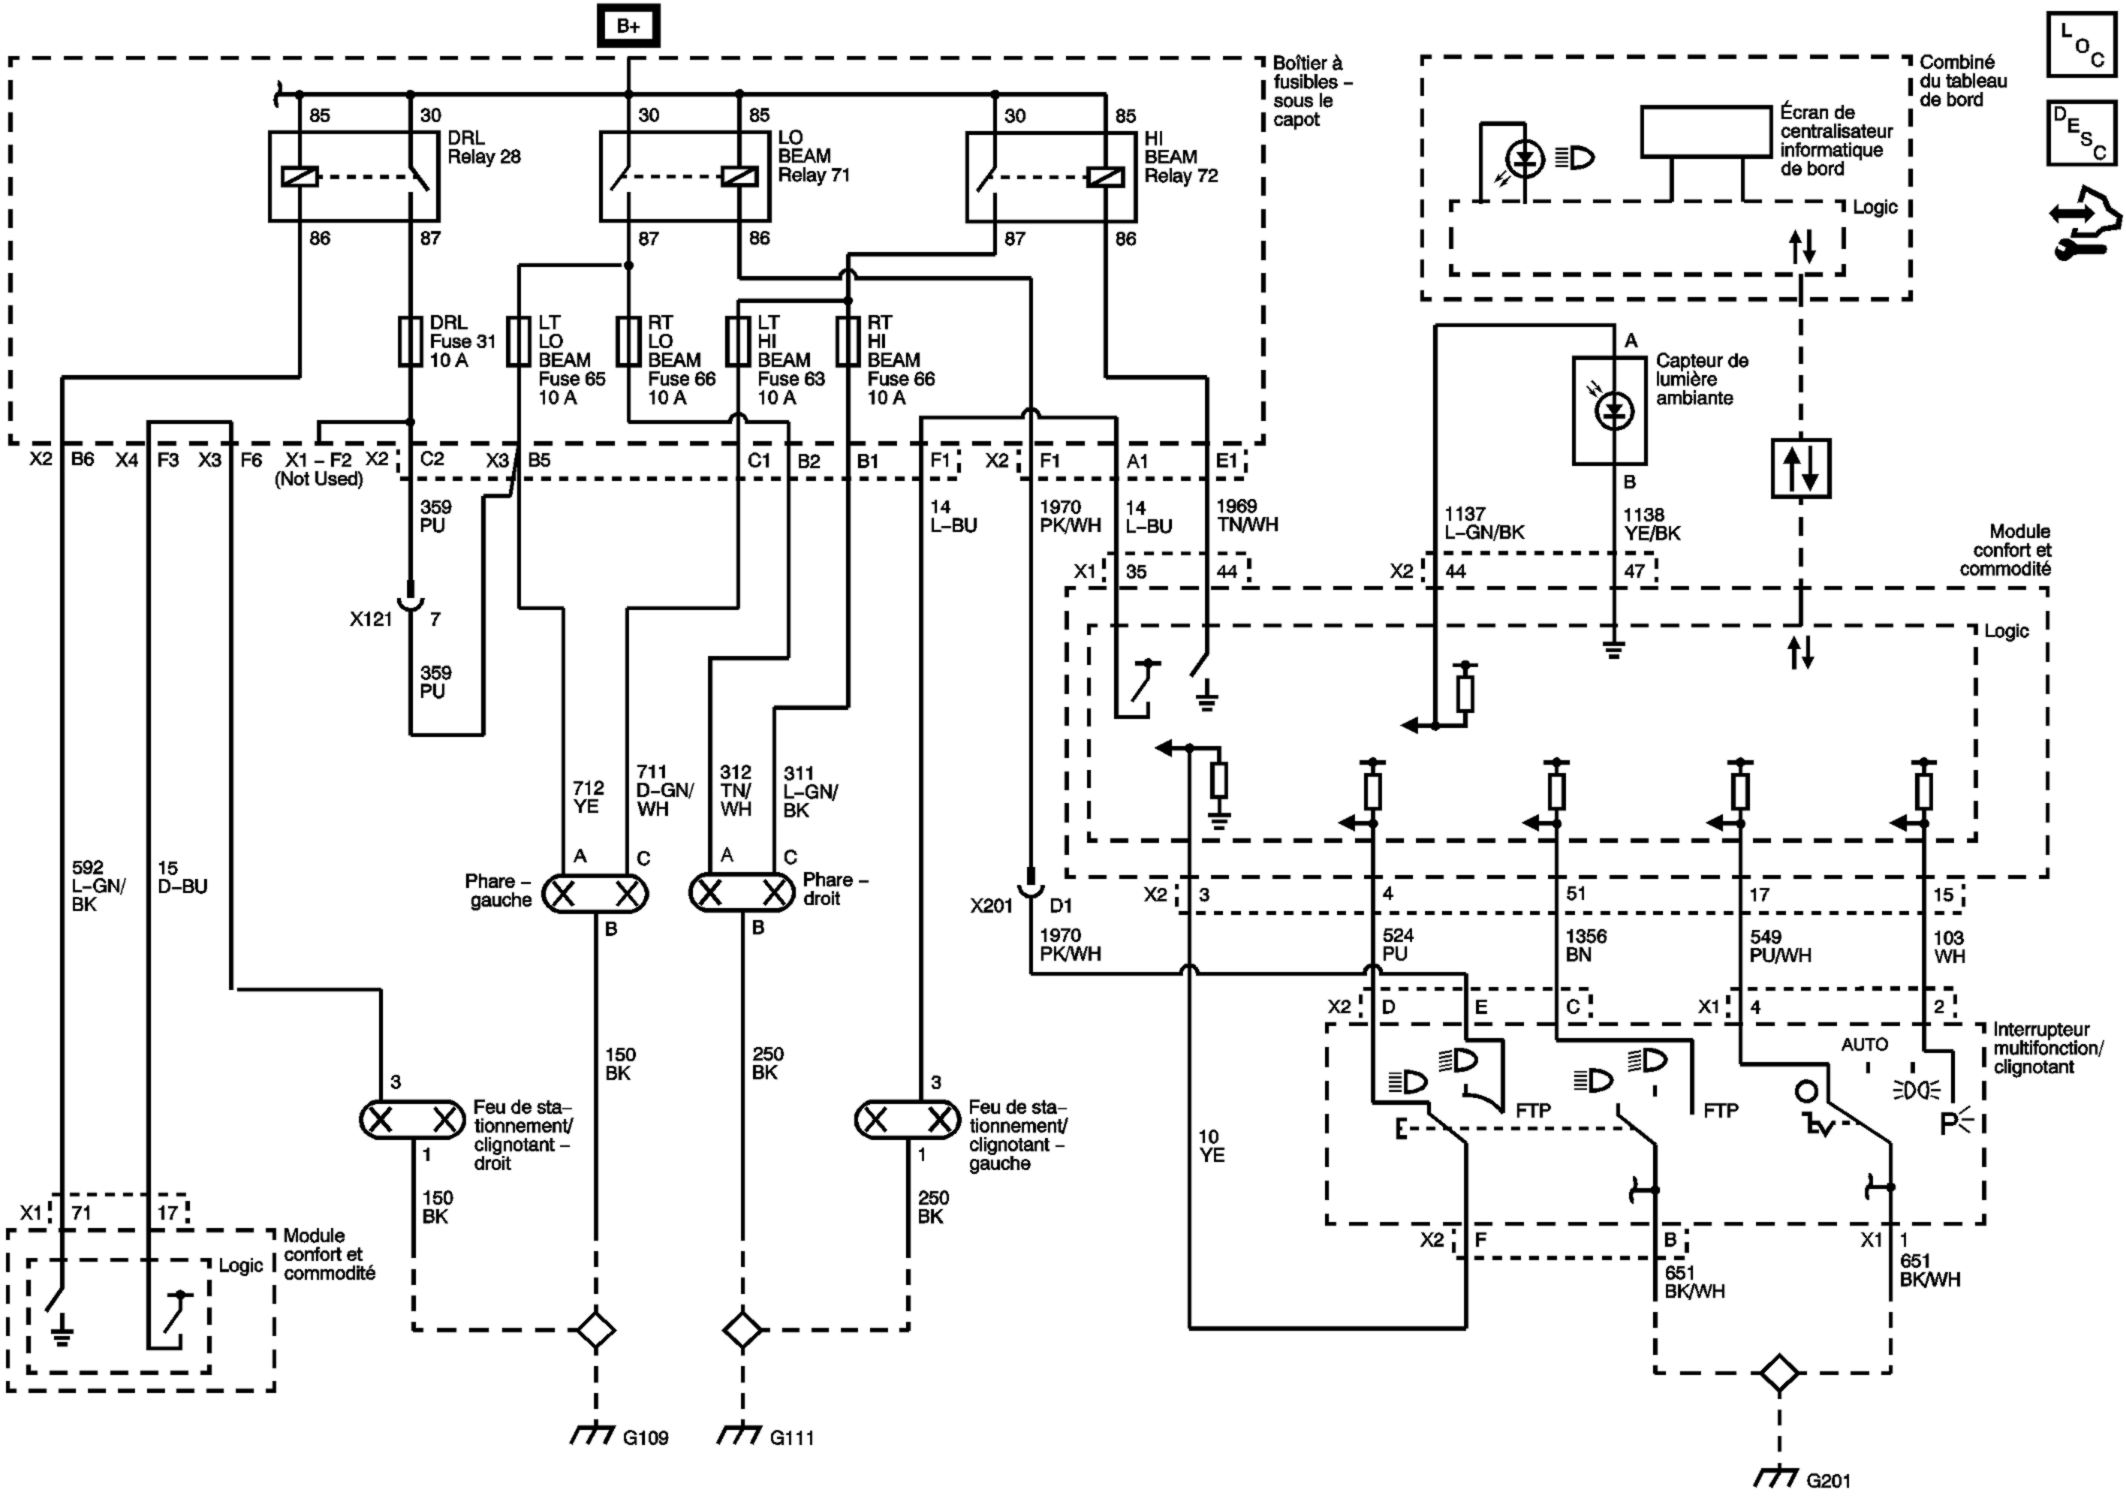 B+
Boîtier à
fusibles –
sous le
capot
Combiné
du tableau
de bord
L O C
D E S C
85
30
DRL
Relay 28
86
87
30
85
LO
BEAM
Relay 71
87
86
30
85
HI
BEAM
Relay 72
87
86
Écran de
centralisateur
informatique
de bord
Logic
DRL
Fuse 31
10 A
LT
LO
BEAM
Fuse 65
10 A
RT
LO
BEAM
Fuse 66
10 A
LT
HI
BEAM
Fuse 63
10 A
RT
HI
BEAM
Fuse 66
10 A
A
Capteur de
lumière
ambiante
B
X2 B6 X4 F3 X3 F6 X1 – F2 X2 C2 X3 B5 C1 B2 B1 F1 X2 F1 A1 E1
(Not Used)
359
PU
14
L–BU
1970
PK/WH
14
L–BU
1969
TN/WH
1137
L–GN/BK
1138
YE/BK
Module
confort et
commodité
X1 35 44 X2 44 47
X121 7
Logic
359
PU
712
YE
711
D–GN/
WH
312
TN/
WH
311
L–GN/
BK
592
L–GN/
BK
15
D–BU
Phare –
gauche
A
C
B
Phare –
droit
A
C
B
X201 D1
1970
PK/WH
X2 3 4 51 17 15
524
PU
1356
BN
549
PU/WH
103
WH
X2 D E C X1 4 2
Interrupteur
multifonction/
clignotant
AUTO
FTP
FTP
P
150
BK
250
BK
10
YE
3
Feu de sta–
tionnement/
clignotant –
droit
1
150
BK
3
Feu de sta–
tionnement/
clignotant –
gauche
1
250
BK
X1 71 17
Module
confort et
commodité
Logic
X2 F B X1 1
651
BK/WH
651
BK/WH
G109
G111
G201